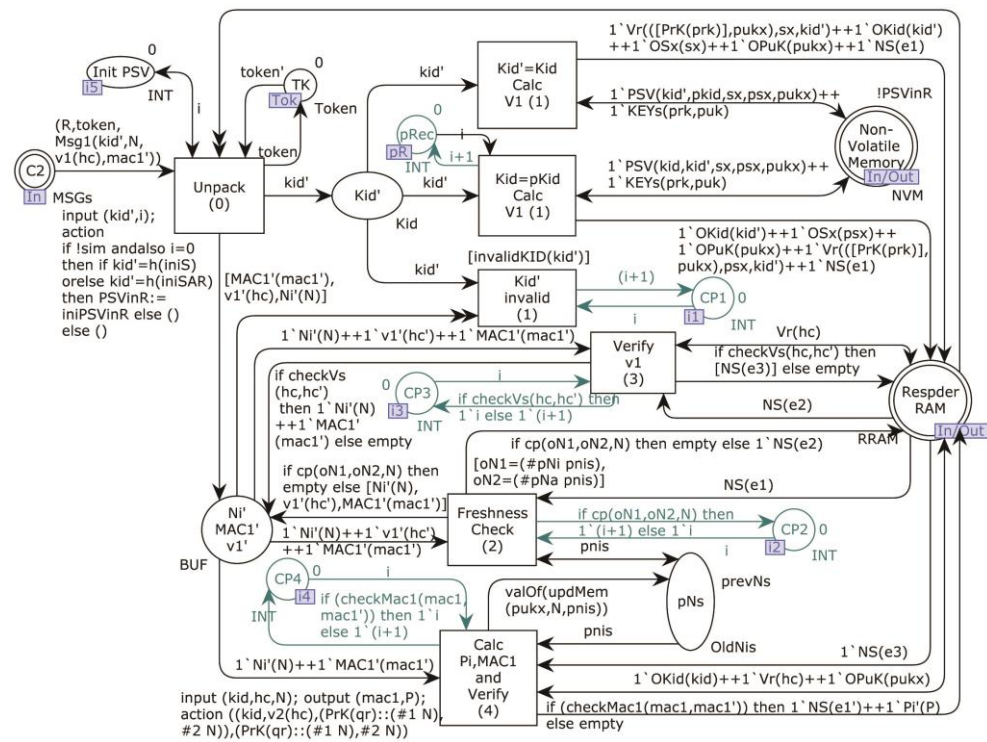 0
Init PSV
i5
INT
i
token'
0
TK
Tok
Token
token
(R,token,
Msg1(kid',N,
v1(hc),mac1'))
C2
In
MSGs
input (kid',i);
action
if !sim andalso i=0
then if kid'=h(iniS)
orelse kid'=h(iniSAR)
then PSVinR:=
iniPSVinR else ()
else ()
Unpack
(0)
kid'
kid'
kid'
kid'
Kid'
Kid
Kid'=Kid
Calc
V1 (1)
0
pRec
pR
INT
i
i+1
Kid=pKid
Calc
V1 (1)
1`Vr(([PrK(prk)],pukx),sx,kid')++1`OKid(kid')
++1`OSx(sx)++1`OPuK(pukx)++1`NS(e1)
1`PSV(kid',pkid,sx,psx,pukx)++
1`KEYs(prk,puk)
!PSVinR
Non-
Volatile
Memory
In/Out
NVM
1`PSV(kid,kid',sx,psx,pukx)++
1`KEYs(prk,puk)
1`OKid(kid')++1`OSx(psx)++
1`OPuK(pukx)++1`Vr(([PrK(prk)],
pukx),psx,kid')++1`NS(e1)
[invalidKID(kid')]
Kid'
invalid
(1)
(i+1)
i
CP1
0
i1
INT
[MAC1'(mac1'),
v1'(hc),Ni'(N)]
1`Ni'(N)++1`v1'(hc')++1`MAC1'(mac1')
Verify
v1
(3)
Vr(hc)
if checkVs(hc,hc') then
[NS(e3)] else empty
NS(e2)
Respder
RAM
In/Out
RRAM
if checkVs
(hc,hc')
then 1`Ni'(N)
++1`MAC1'
(mac1') else empty
0
CP3
i3
INT
i
if checkVs(hc,hc') then
1`i else 1`(i+1)
if cp(oN1,oN2,N) then empty else 1`NS(e2)
[oN1=(#pNi pnis),
oN2=(#pNa pnis)]
NS(e1)
if cp(oN1,oN2,N) then
empty else [Ni'(N),
v1'(hc'),MAC1'(mac1')]
Freshness
Check
(2)
if cp(oN1,oN2,N) then
1`(i+1) else 1`i
i
CP2
0
i2
INT
Ni'
MAC1'
v1'
BUF
1`Ni'(N)++1`v1'(hc')
++1`MAC1'(mac1')
pnis
prevNs
pNs
OldNis
CP4
0
i4
INT
i
if (checkMac1(mac1,
mac1')) then 1`i
else 1`(i+1)
valOf(updMem
(pukx,N,pnis))
pnis
Calc
Pi,MAC1
and
Verify
(4)
1`Ni'(N)++1`MAC1'(mac1')
1`NS(e3)
1`OKid(kid)++1`Vr(hc)++1`OPuK(pukx)
input (kid,hc,N); output (mac1,P);
action ((kid,v2(hc),(PrK(qr)::(#1 N),
#2 N)),(PrK(qr)::(#1 N),#2 N))
if (checkMac1(mac1,mac1')) then 1`NS(e1')++1`Pi'(P)
else empty